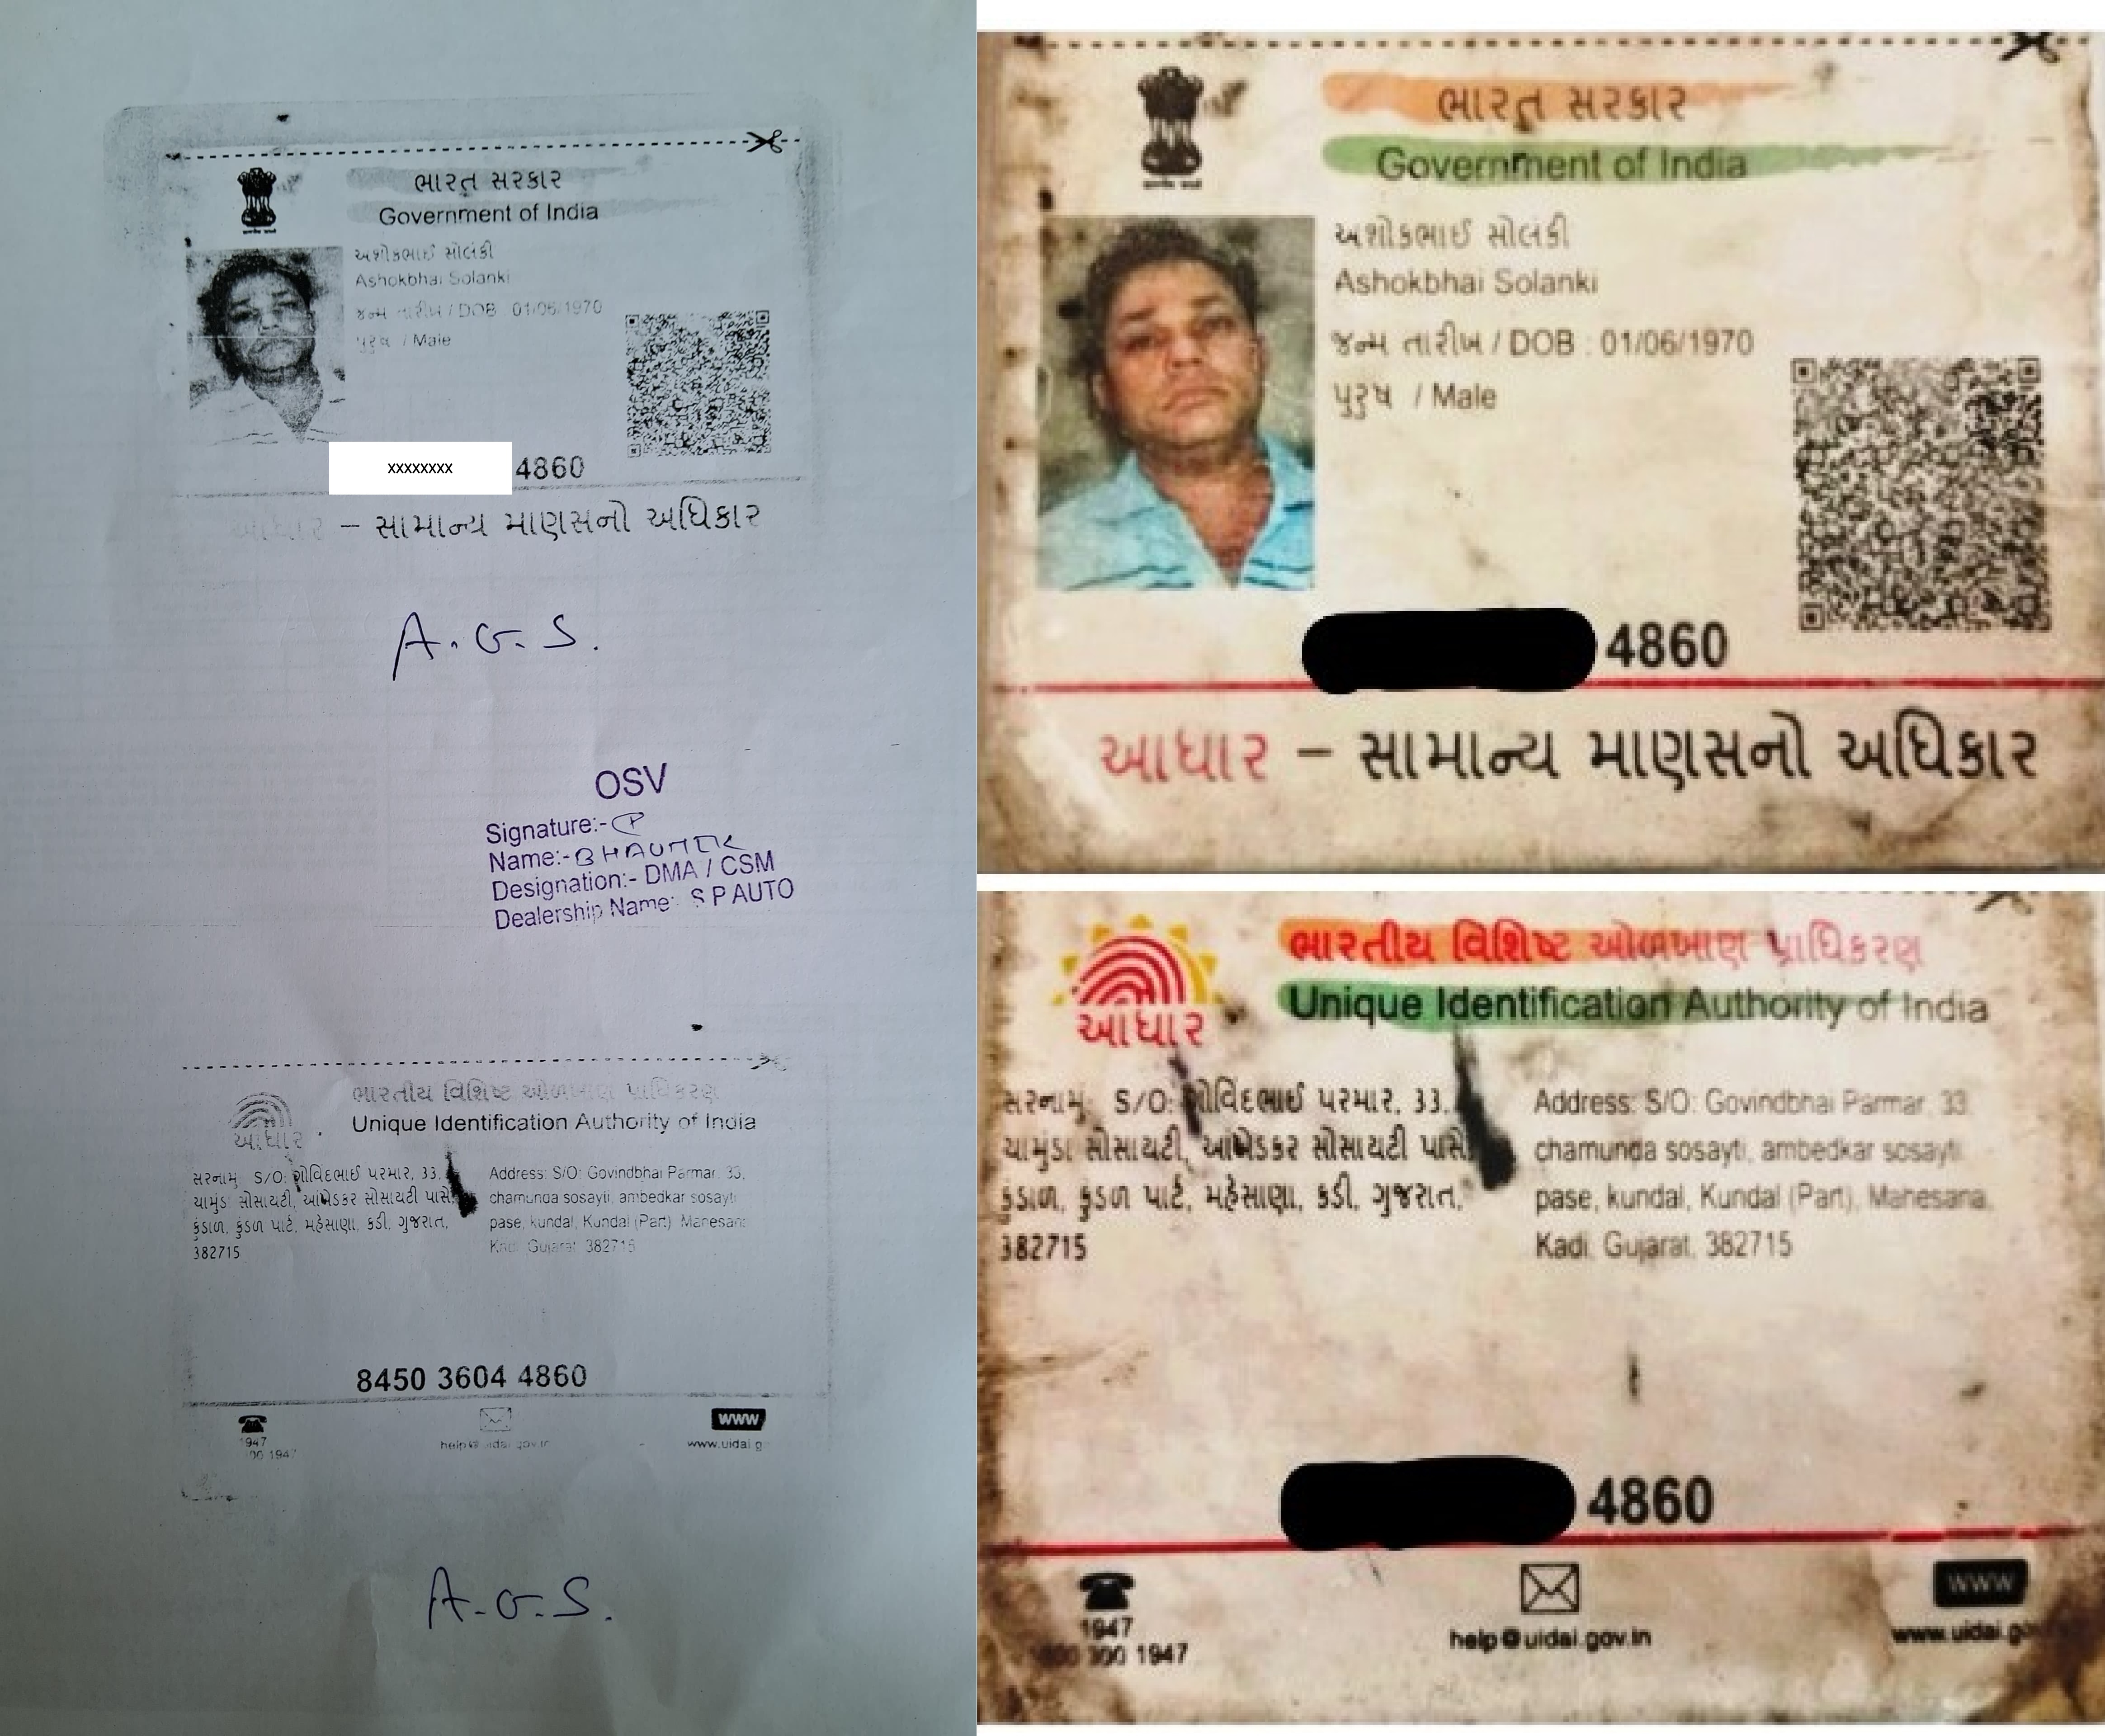 ભારત સરકાર
Government of India
અશોકભાઈ સોલંકી
Ashokbhai Solanki
જન્મ તારીખ / DOB : 01/06/1970
પુરુષ / Male
xxxxxxxx 4860
આધાર – સામાન્ય માણસનો અધિકાર
A.G.S.
OSV
Signature:-
Name:-
Designation:- DMA / CSM
Dealership Name: S P AUTO
ભારતીય વિશિષ્ટ ઓળખાણ પ્રાધિકરણ
Unique Identification Authority of India
આધાર
સરનામુ: S/O: ગોવિંદભાઈ પરમાર, 33,
ચામુંડા સોસાયટી, આંબેડકર સોસાયટી પાસે,
કુંડાળ, કુંડળ પાર્ટ, મહેસાણા, કડી, ગુજરાત,
382715
Address: S/O: Govindbhai Parmar, 33,
chamunda sosayti, ambedkar sosayti
pase, kundal, Kundal (Part), Mahesana,
Kadi, Gujarat, 382715
8450 3604 4860
1947
help@uidai.gov.in
www
www.uidai.g
A.G.S.
ભારત સરકાર
Government of India
અશોકભાઈ સોલંકી
Ashokbhai Solanki
જન્મ તારીખ / DOB : 01/06/1970
પુરુષ / Male
4860
આધાર – સામાન્ય માણસનો અધિકાર
ભારતીય વિશિષ્ટ ઓળખાણ પ્રાધિકરણ
Unique Identification Authority of India
આધાર
સરનામુ: S/O: ગોવિંદભાઈ પરમાર, 33,
ચામુંડા સોસાયટી, આંબેડકર સોસાયટી પાસે,
કુંડાળ, કુંડળ પાર્ટ, મહેસાણા, કડી, ગુજરાત,
382715
Address: S/O: Govindbhai Parmar, 33,
chamunda sosayti, ambedkar sosayti
pase, kundal, Kundal (Part), Mahesana,
Kadi, Gujarat, 382715
4860
1947
300 1947
help@uidai.gov.in
www
www.uidai.go